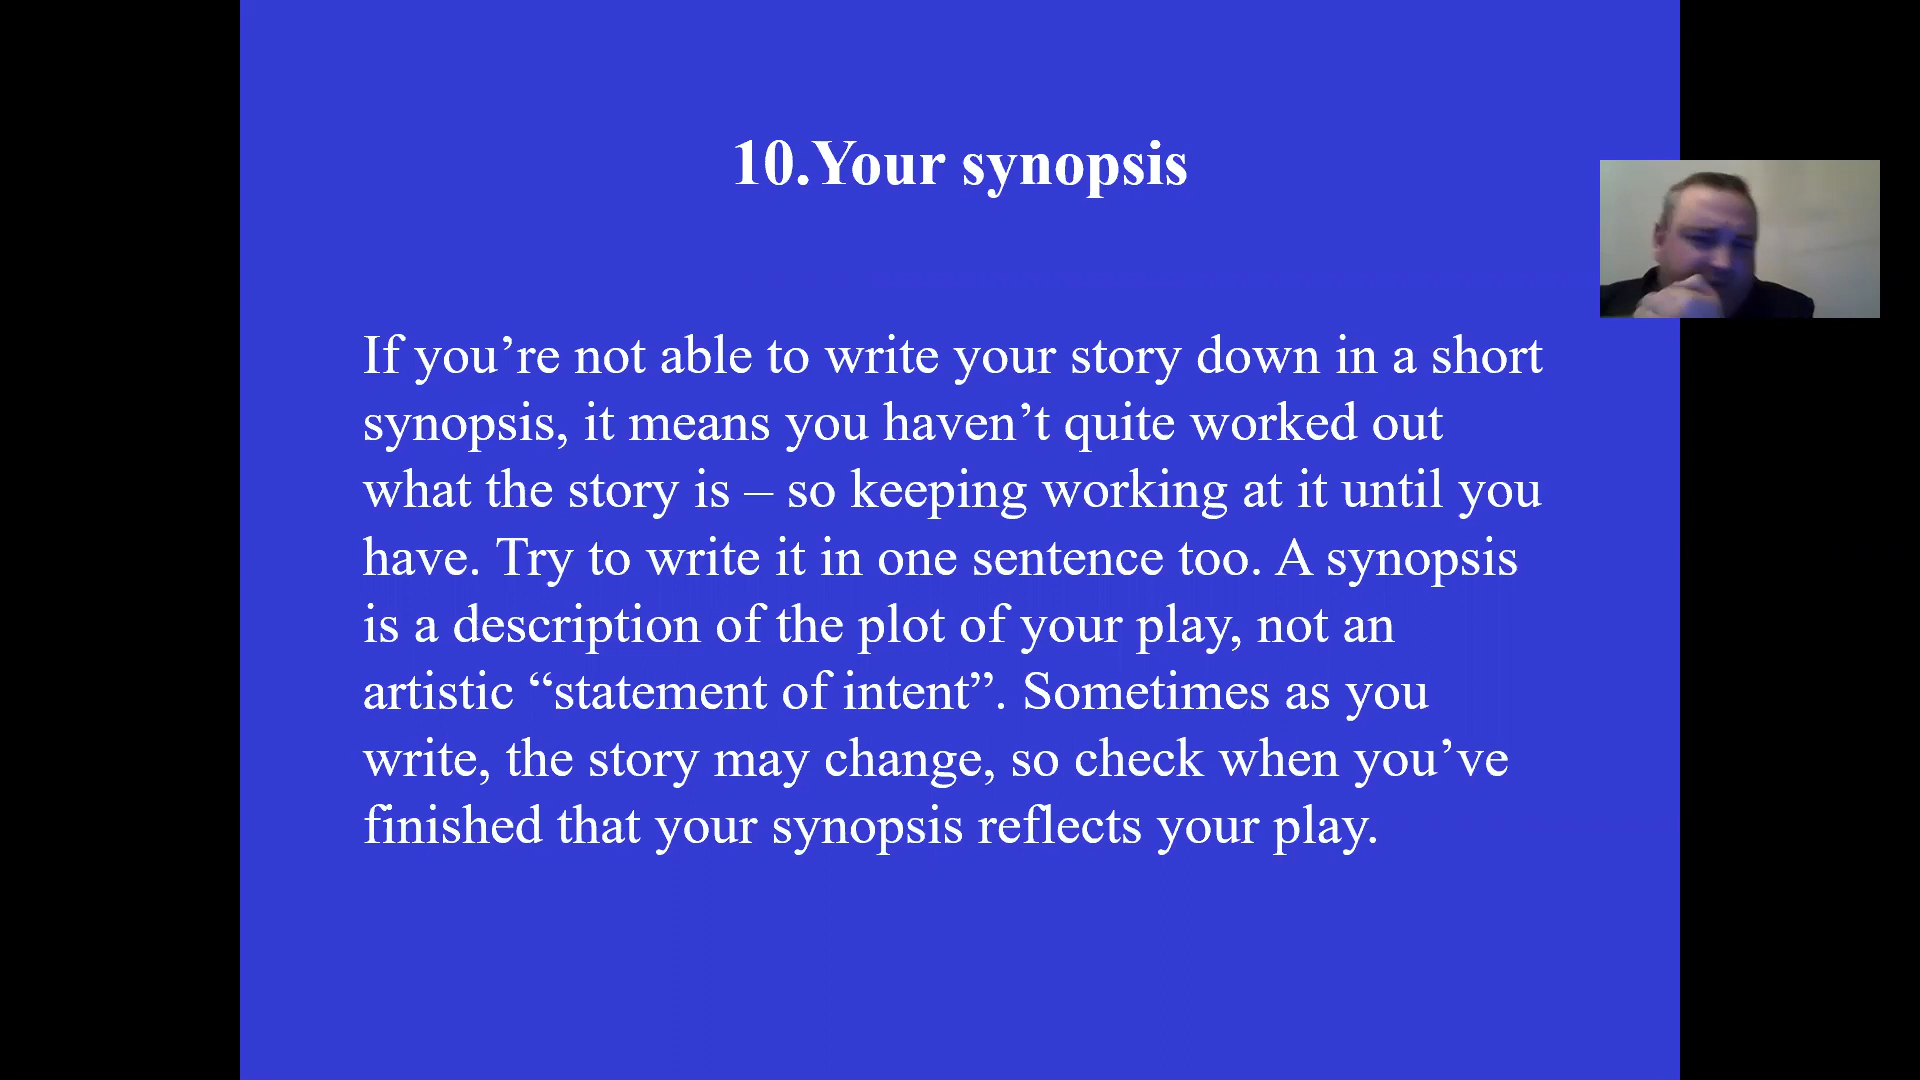 10.Your synopsis
If you’re not able to write your story down in a short
synopsis, it means you haven’t quite worked out
what the story is – so keeping working at it until you
have. Try to write it in one sentence too. A synopsis
is a description of the plot of your play, not an
artistic “statement of intent”. Sometimes as you
write, the story may change, so check when you’ve
finished that your synopsis reflects your play.